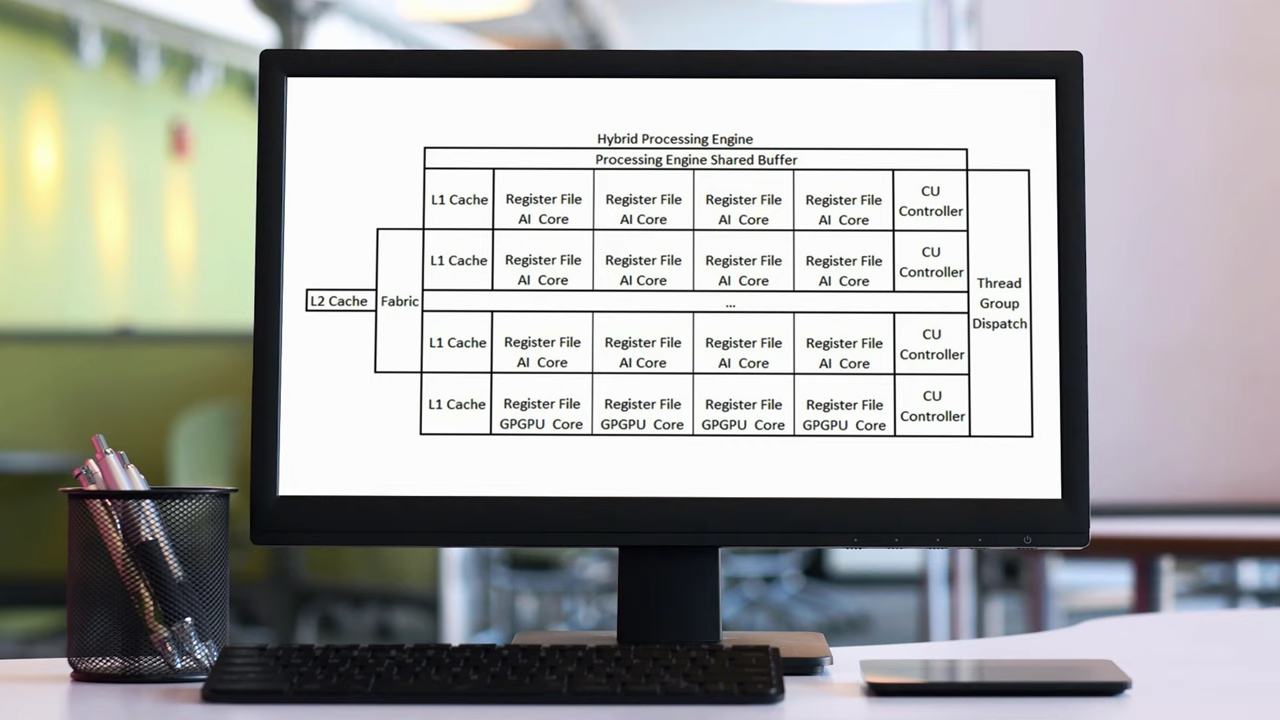 Hybrid Processing Engine
Processing Engine Shared Buffer
L1 Cache Register File Register File Register File Register File CU
AI Core AI Core AI Core AI Core Controller
L1 Cache Register File Register File Register File Register File CU
AI Core AI Core AI Core AI Core Controller
L2 Cache Fabric ... Thread
Group
Dispatch
L1 Cache Register File Register File Register File Register File CU
AI Core AI Core AI Core AI Core Controller
L1 Cache Register File Register File Register File Register File CU
GPGPU Core GPGPU Core GPGPU Core GPGPU Core Controller